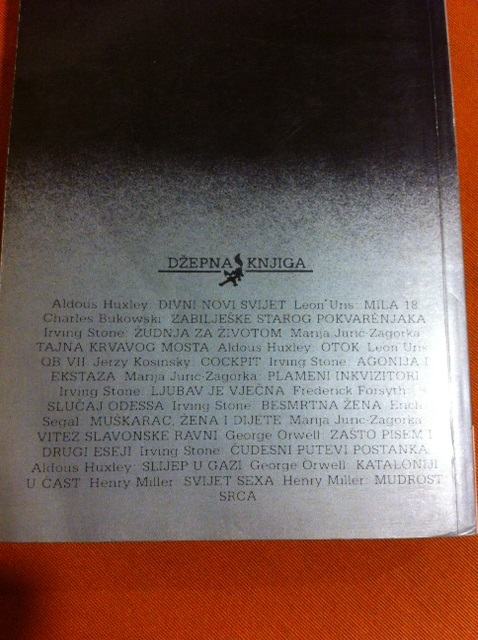 DŽEPNA KNJIGA
Aldous Huxley: DIVNI NOVI SVIJET Leon Uris: MILA 18
Charles Bukowski: ZABILJEŠKE STAROG POKVARENJAKA
Irving Stone: ŽUDNJA ZA ŽIVOTOM Marija Jurić-Zagorka:
TAJNA KRVAVOG MOSTA Aldous Huxley: OTOK Leon Uris:
QB VII Jerzy Kosinsky: COCKPIT Irving Stone: AGONIJA I
EKSTAZA Marija Jurić-Zagorka: PLAMENI INKVIZITORI
Irving Stone: LJUBAV JE VJEČNA Frederick Forsyth:
SLUČAJ ODESSA Irving Stone: BESMRTNA ŽENA Erich
Segal: MUŠKARAC, ŽENA I DIJETE Marija Jurić-Zagorka:
VITEZ SLAVONSKE RAVNI George Orwell: ZAŠTO PIŠEM I
DRUGI ESEJI Irving Stone: ČUDESNI PUTEVI POSTANKA
Aldous Huxley: SLIJEP U GAZI George Orwell: KATALONIJI
U ČAST Henry Miller: SVIJET SEXA Henry Miller: MUDROST
SRCA